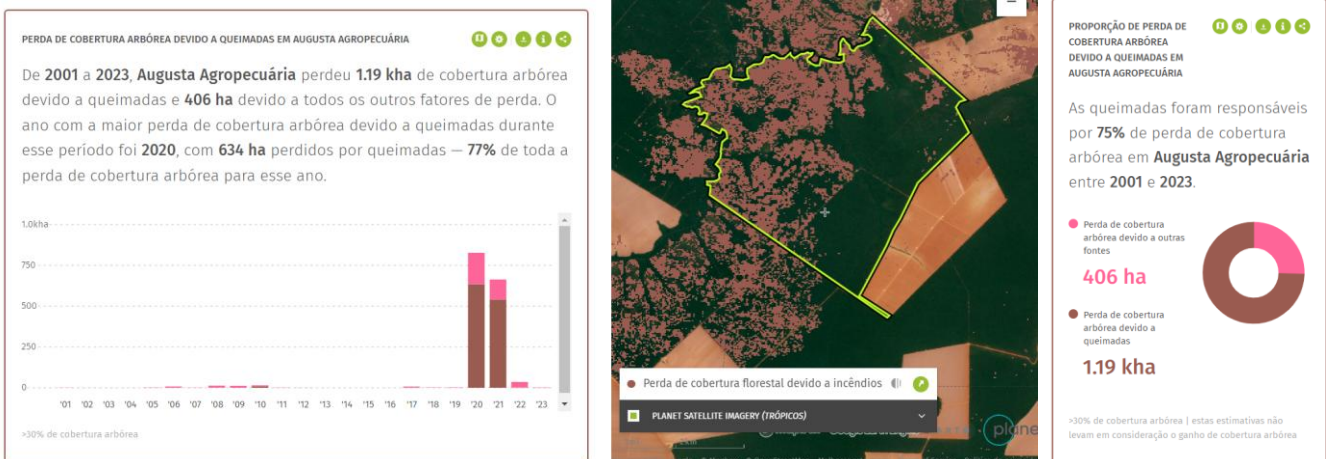 PERDA DE COBERTURA ARBÓREA DEVIDO A QUEIMADAS EM AUGUSTA AGROPECUÁRIA
De 2001 a 2023, Augusta Agropecuária perdeu 1.19 kha de cobertura arbórea
devido a queimadas e 406 ha devido a todos os outros fatores de perda. O
ano com a maior perda de cobertura arbórea devido a queimadas durante
esse período foi 2020, com 634 ha perdidos por queimadas — 77% de toda a
perda de cobertura arbórea para esse ano.
1.0kha
750
500
250
0
'01 '02 '03 '04 '05 '06 '07 '08 '09 '10 '11 '12 '13 '14 '15 '16 '17 '18 '19 '20 '21 '22 '23
>30% de cobertura arbórea
Perda de cobertura florestal devido a incêndios
PLANET SATELLITE IMAGERY (TRÓPICOS)
planet
PROPORÇÃO DE PERDA DE
COBERTURA ARBÓREA
DEVIDO A QUEIMADAS EM
AUGUSTA AGROPECUÁRIA
As queimadas foram responsáveis
por 75% de perda de cobertura
arbórea em Augusta Agropecuária
entre 2001 e 2023.
Perda de cobertura
arbórea devido a outras
fontes
406 ha
Perda de cobertura
arbórea devido a
queimadas
1.19 kha
>30% de cobertura arbórea | estas estimativas não
levam em consideração o ganho de cobertura arbórea